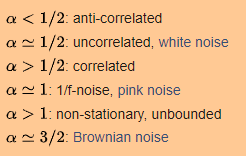 α < 1/2: anti-correlated
α ≃ 1/2: uncorrelated, white noise
α > 1/2: correlated
α ≃ 1: 1/f-noise, pink noise
α > 1: non-stationary, unbounded
α ≃ 3/2: Brownian noise